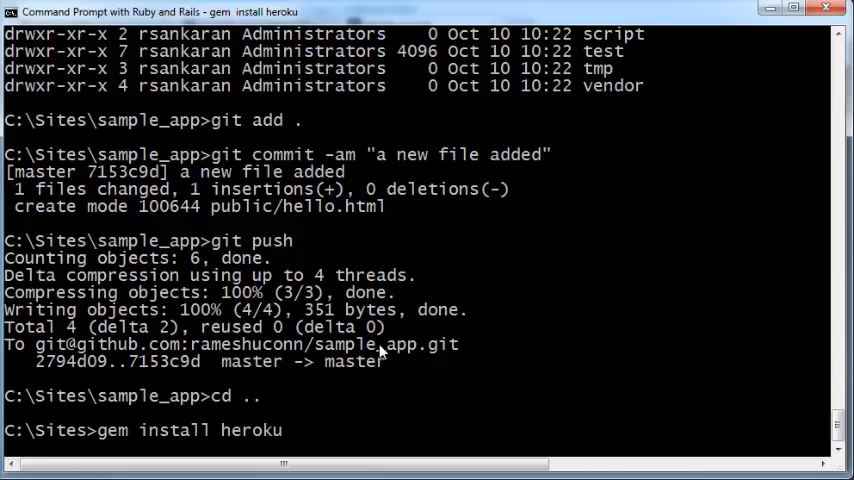 Command Prompt with Ruby and Rails - gem install heroku
drwxr-xr-x 2 rsankaran Administrators    0 Oct 10 10:22 script
drwxr-xr-x 7 rsankaran Administrators 4096 Oct 10 10:22 test
drwxr-xr-x 3 rsankaran Administrators    0 Oct 10 10:22 tmp
drwxr-xr-x 4 rsankaran Administrators    0 Oct 10 10:22 vendor
C:\Sites\sample_app>git add .
C:\Sites\sample_app>git commit -am "a new file added"
[master 7153c9d] a new file added
 1 files changed, 1 insertions(+), 0 deletions(-)
 create mode 100644 public/hello.html
C:\Sites\sample_app>git push
Counting objects: 6, done.
Delta compression using up to 4 threads.
Compressing objects: 100% (3/3), done.
Writing objects: 100% (4/4), 351 bytes, done.
Total 4 (delta 2), reused 0 (delta 0)
To git@github.com:rameshuconn/sample_app.git
   2794d09..7153c9d  master -> master
C:\Sites\sample_app>cd ..
C:\Sites>gem install heroku